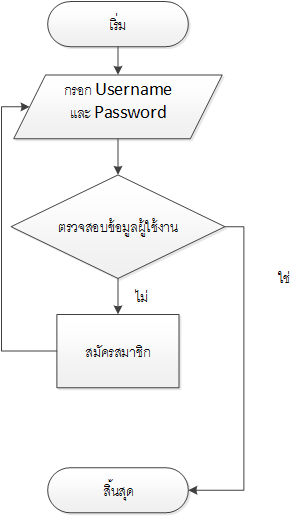 เริ่ม
กรอก Username
และ Password
ตรวจสอบข้อมูลผู้ใช้งาน
ใช่
ไม่
สมัครสมาชิก
สิ้นสุด